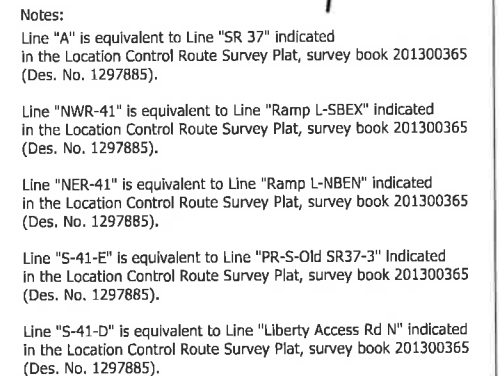 Notes:
Line "A" is equivalent to Line "SR 37" indicated
in the Location Control Route Survey Plat, survey book 201300365
(Des. No. 1297885).
Line "NWR-41" is equivalent to Line "Ramp L-SBEX" indicated
in the Location Control Route Survey Plat, survey book 201300365
(Des. No. 1297885).
Line "NER-41" is equivalent to Line "Ramp L-NBEN" indicated
in the Location Control Route Survey Plat, survey book 201300365
(Des. No. 1297885).
Line "S-41-E" is equivalent to Line "PR-S-Old SR37-3" indicated
in the Location Control Route Survey Plat, survey book 201300365
(Des. No. 1297885).
Line "S-41-D" is equivalent to Line "Liberty Access Rd N" indicated
in the Location Control Route Survey Plat, survey book 201300365
(Des. No. 1297885).